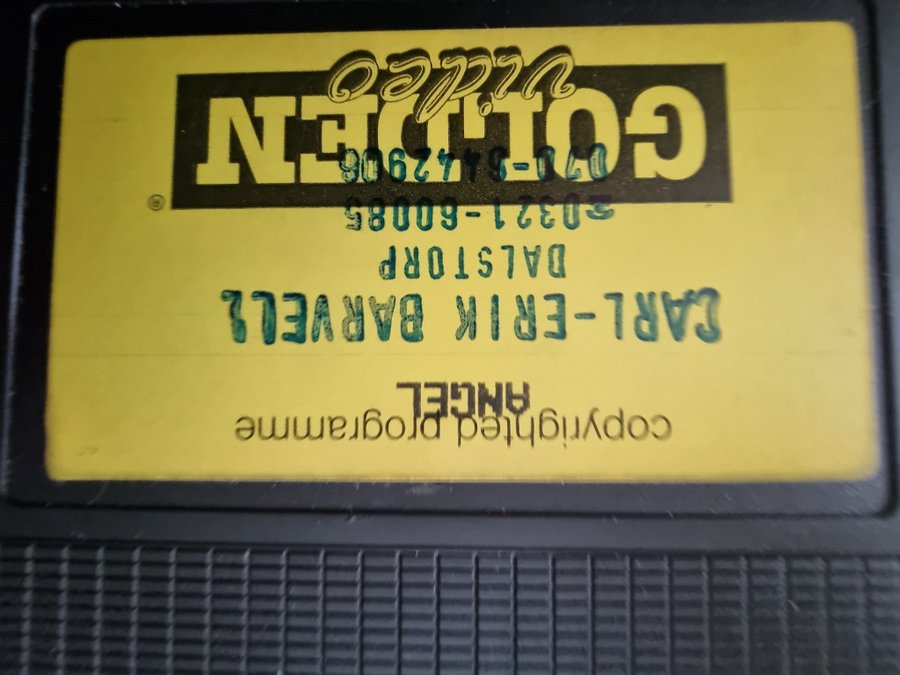 copyrighted programme
ANGEL
CARL-ERIK BARVELL
DALSTORP
☎0321-60085
070-5442906
GOLDEN®
video